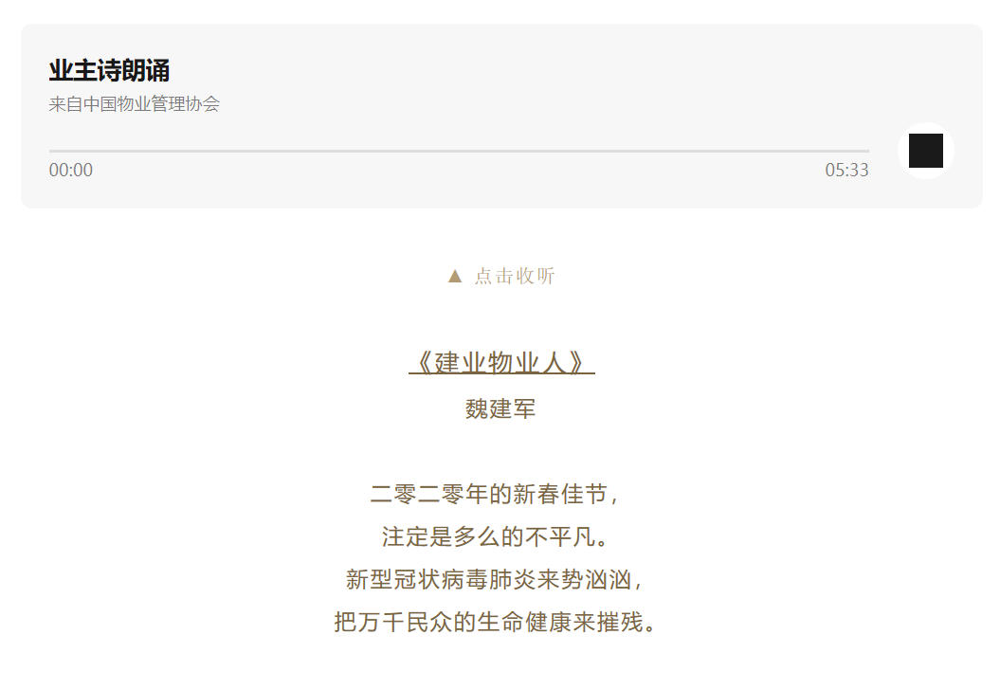 业主诗朗诵
来自中国物业管理协会
00:00 05:33
▲ 点击收听
《建业物业人》
魏建军
二零二零年的新春佳节，
注定是多么的不平凡。
新型冠状病毒肺炎来势汹汹，
把万千民众的生命健康来摧残。